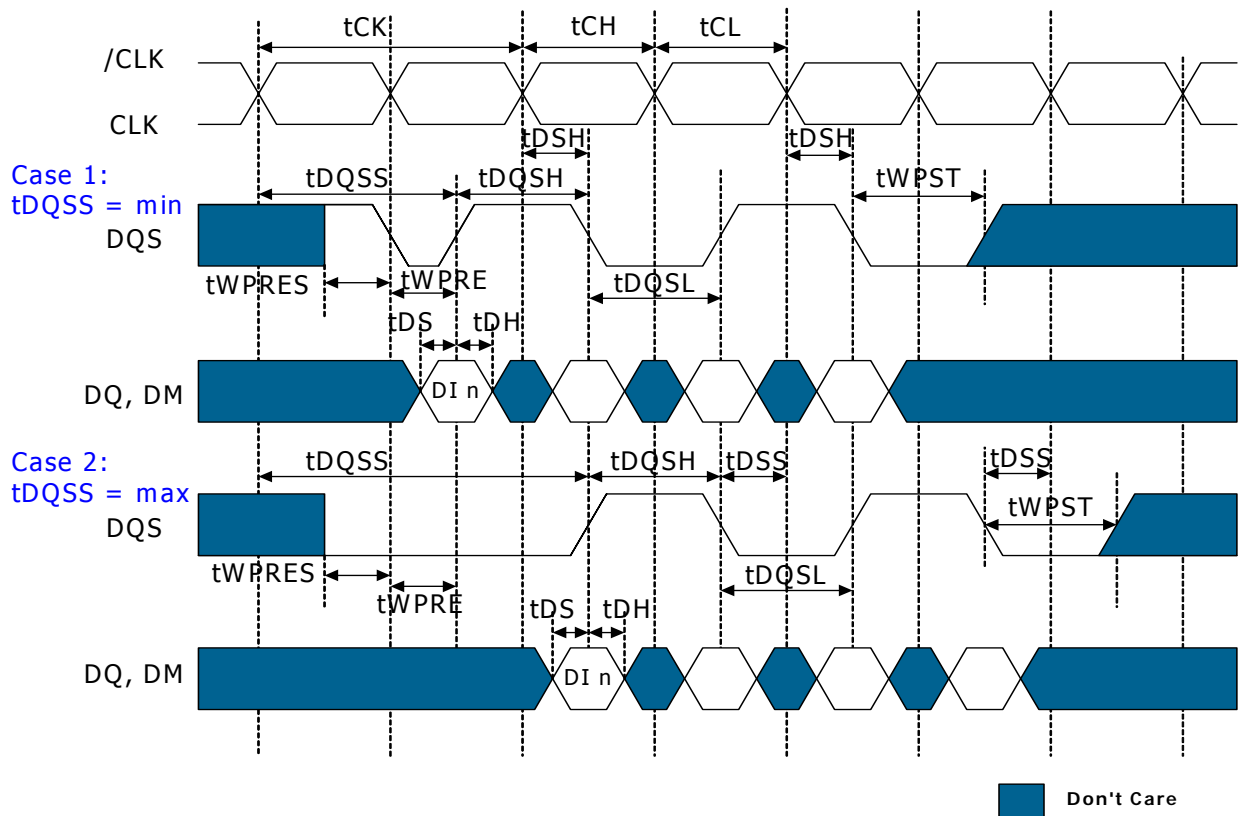 tCK tCH tCL
/CLK
CLK
tDSH tDSH
Case 1:
tDQSS = min
tDQSS tDQSH tWPST
DQS
tWPRES tWPRE tDQSL
tDS tDH
DQ, DM DI n
Case 2:
tDQSS = max
tDQSS tDQSH tDSS tDSS
tWPST
DQS
tWPRES tDQSL
tWPRE
tDS tDH
DQ, DM DI n
Don't Care